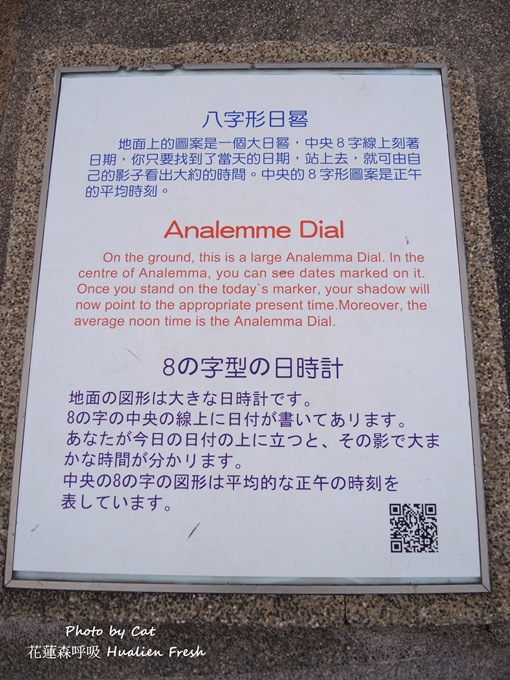 八字形日晷
地面上的圖案是一個大日晷，中央8字線上刻著
日期，你只要找到了當天的日期，站上去，就可由自
己的影子看出大約的時間。中央的8字形圖案是正午
的平均時刻。
Analemme Dial
On the ground, this is a large Analemma Dial. In the
centre of Analemma, you can see dates marked on it.
Once you stand on the today`s marker, your shadow will
now point to the appropriate present time.Moreover, the
average noon time is the Analemma Dial.
8の字型の日時計
地面の図形は大きな日時計です。
8の字の中央の線上に日付が書いてあります。
あなたが今日の日付の上に立つと、その影で大ま
かな時間が分かります。
中央の8の字の図形は平均的な正午の時刻を
表しています。
Photo by Cat
花蓮森呼吸 Hualien Fresh